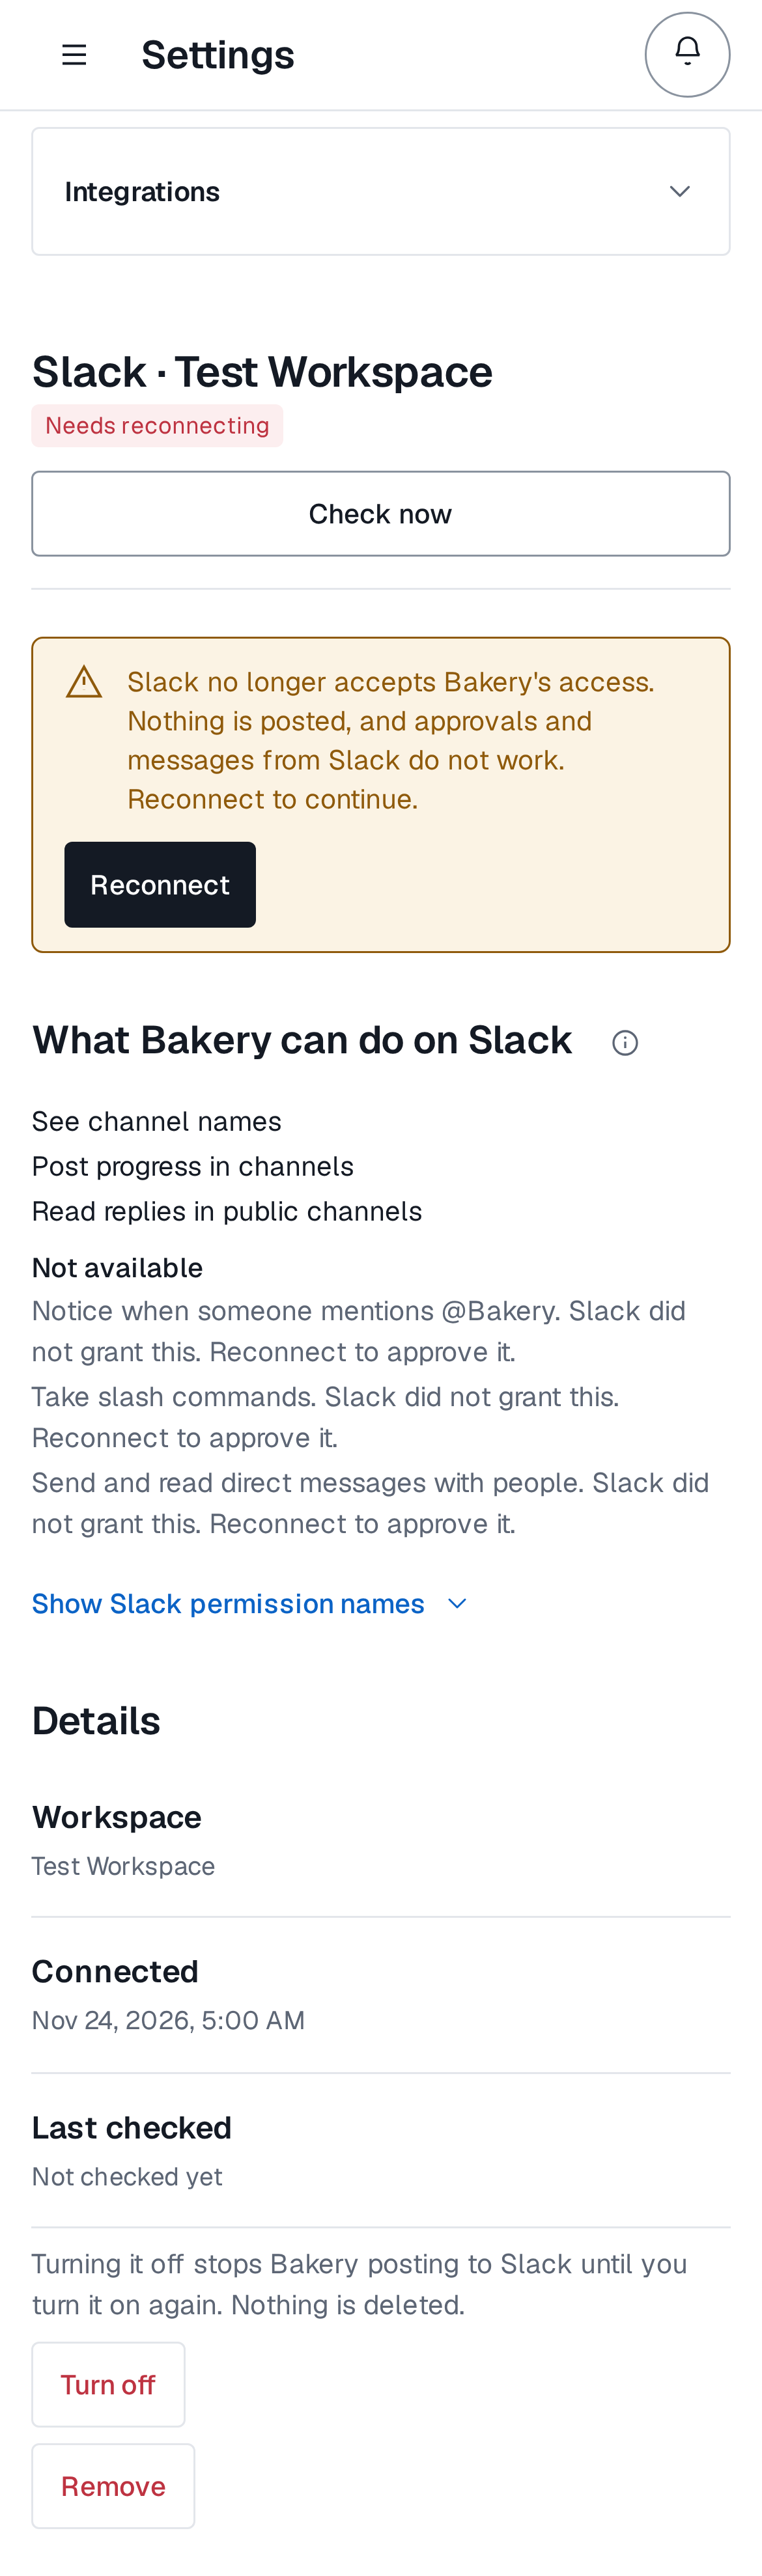 Settings
Integrations
Slack · Test Workspace
Needs reconnecting
Check now
Slack no longer accepts Bakery's access.
Nothing is posted, and approvals and
messages from Slack do not work.
Reconnect to continue.
Reconnect
What Bakery can do on Slack
See channel names
Post progress in channels
Read replies in public channels
Not available
Notice when someone mentions @Bakery. Slack did
not grant this. Reconnect to approve it.
Take slash commands. Slack did not grant this.
Reconnect to approve it.
Send and read direct messages with people. Slack did
not grant this. Reconnect to approve it.
Show Slack permission names
Details
Workspace
Test Workspace
Connected
Nov 24, 2026, 5:00 AM
Last checked
Not checked yet
Turning it off stops Bakery posting to Slack until you
turn it on again. Nothing is deleted.
Turn off
Remove